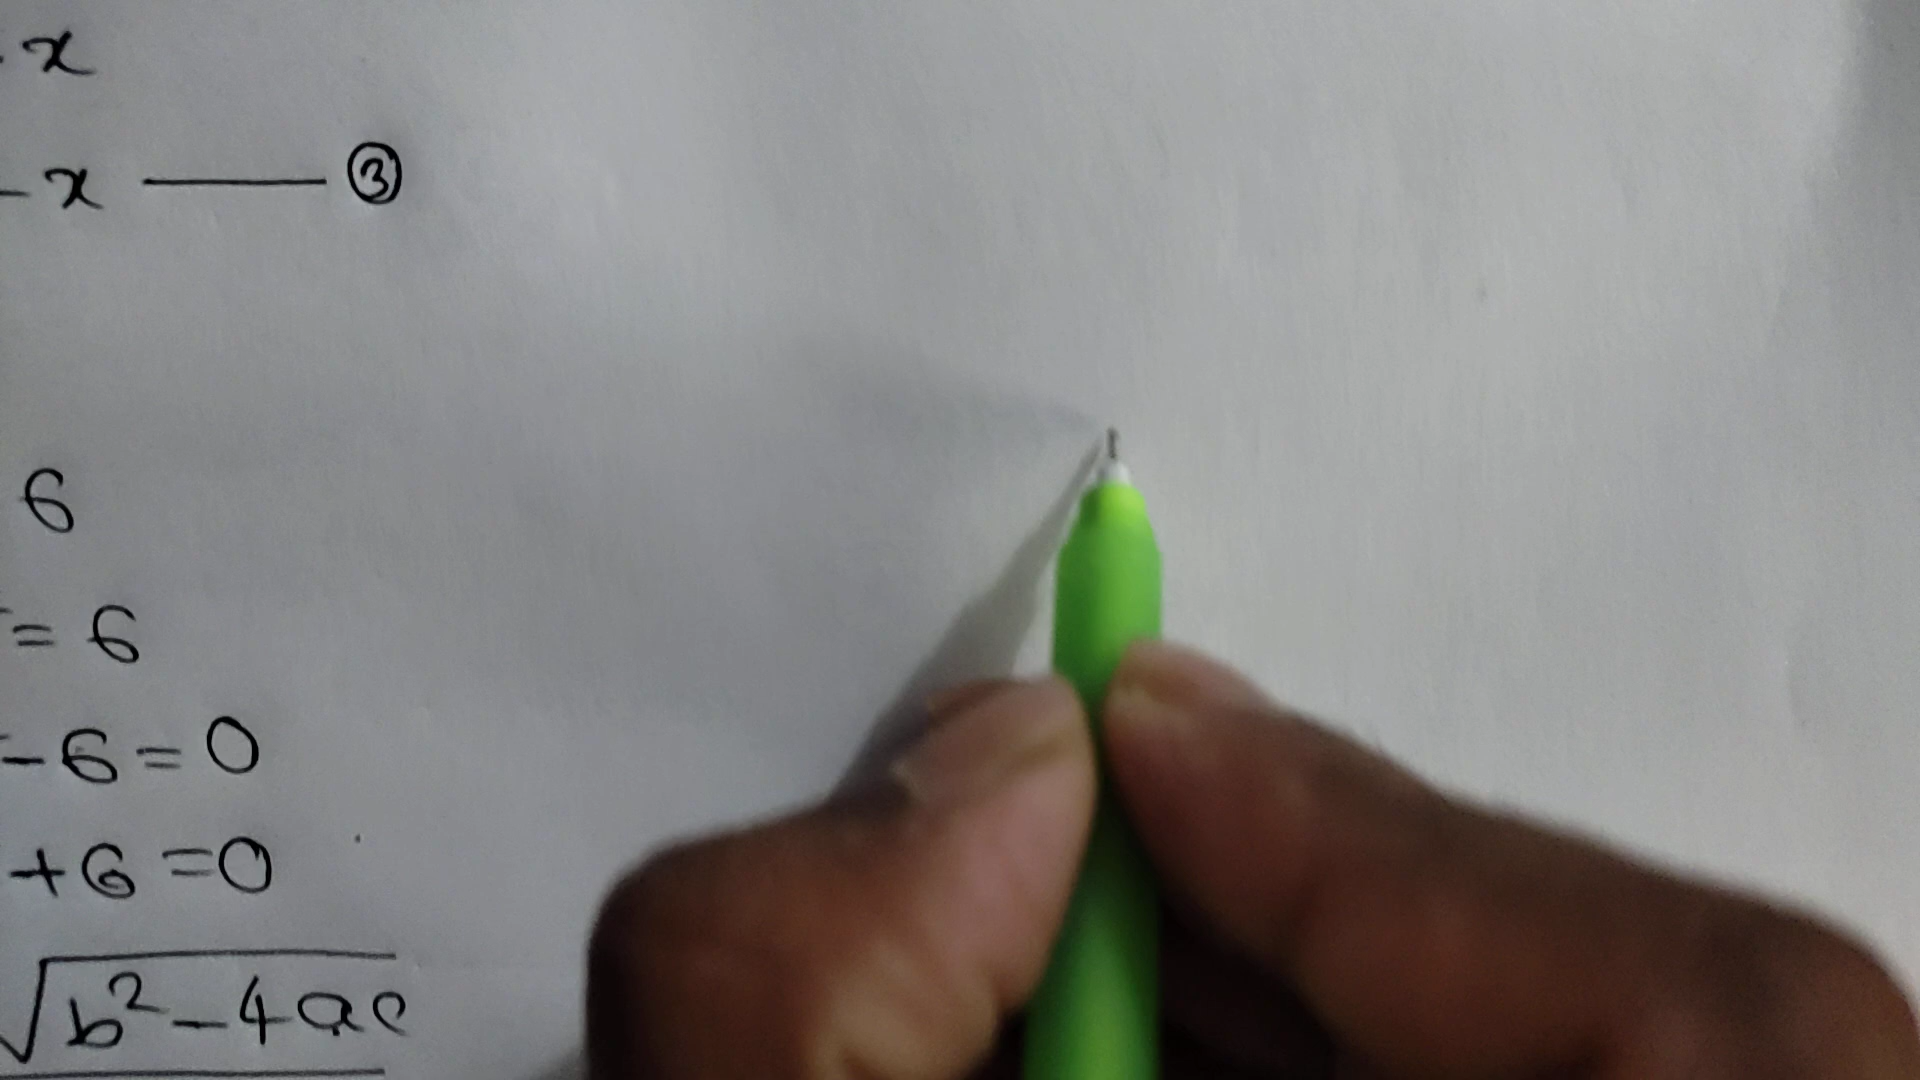 - x
- x —— ③
6
= 6
- 6 = 0
+ 6 = 0
√b² - 4ac